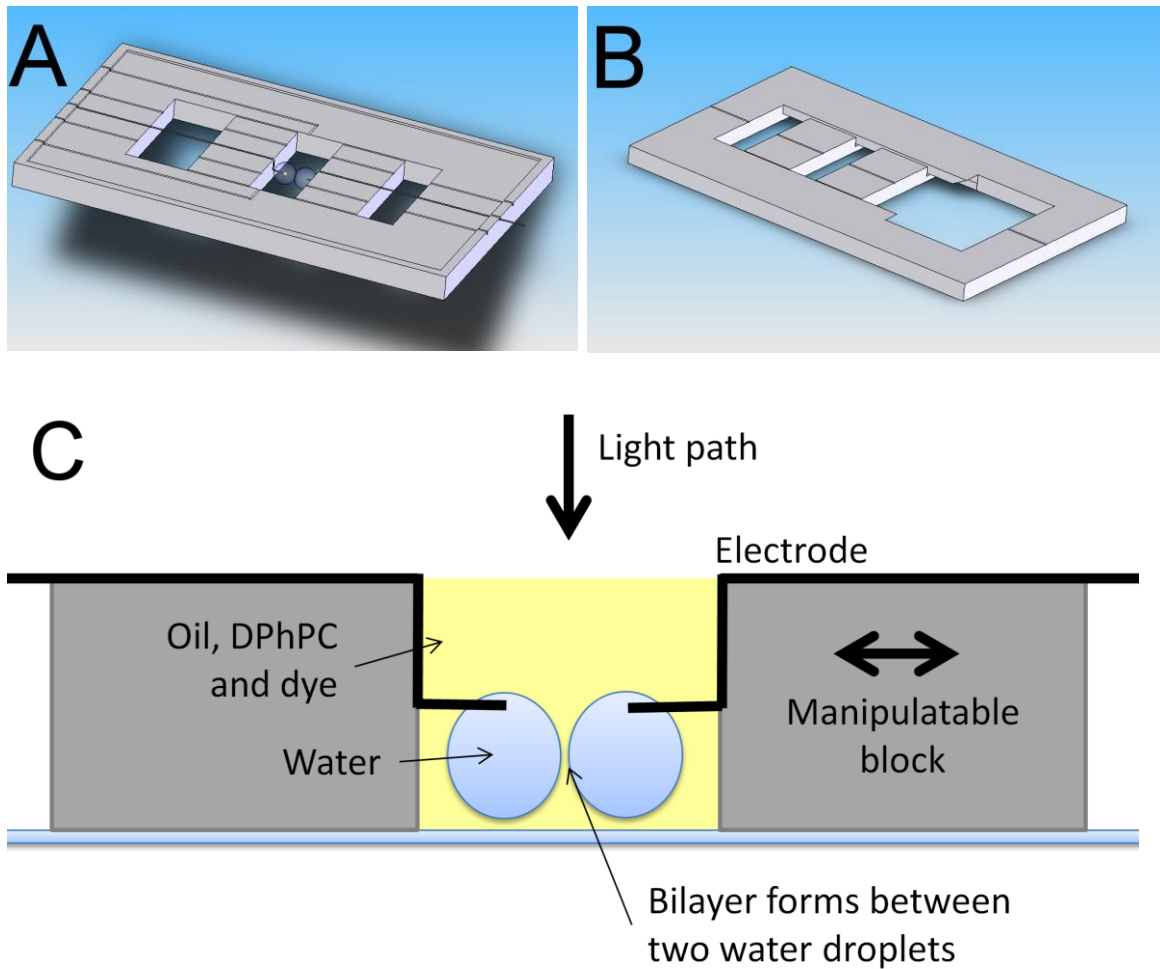 A
B
C
Light path
Electrode
Oil, DPhPC
and dye
Water
Manipulatable
block
Bilayer forms between
two water droplets